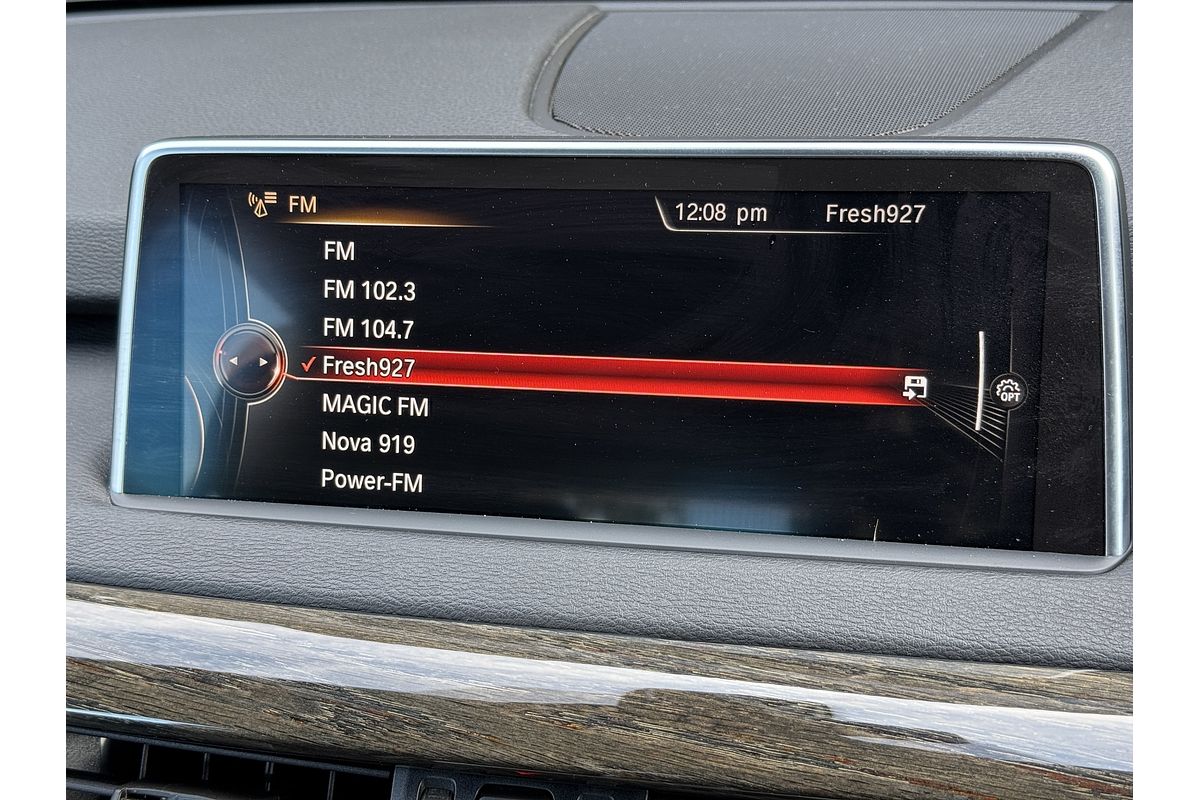 FM
12:08 pm Fresh927
FM
FM 102.3
FM 104.7
Fresh927
OPT
MAGIC FM
Nova 919
Power-FM